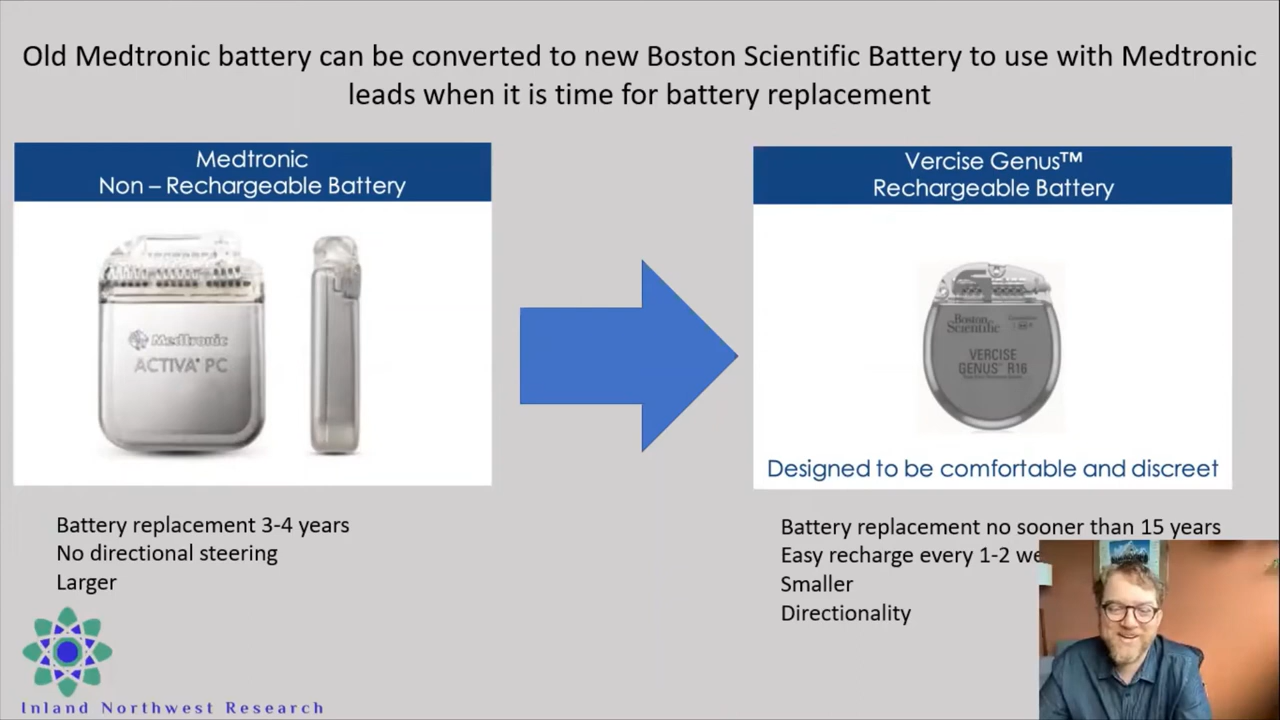 Old Medtronic battery can be converted to new Boston Scientific Battery to use with Medtronic
leads when it is time for battery replacement
Medtronic
Non – Rechargeable Battery
Medtronic
ACTIVA® PC
Battery replacement 3-4 years
No directional steering
Larger
Vercise Genus™
Rechargeable Battery
Boston
Scientific
VERCISE
GENUS™ R16
Designed to be comfortable and discreet
Battery replacement no sooner than 15 years
Easy recharge every 1-2 we
Smaller
Directionality
Inland Northwest Research